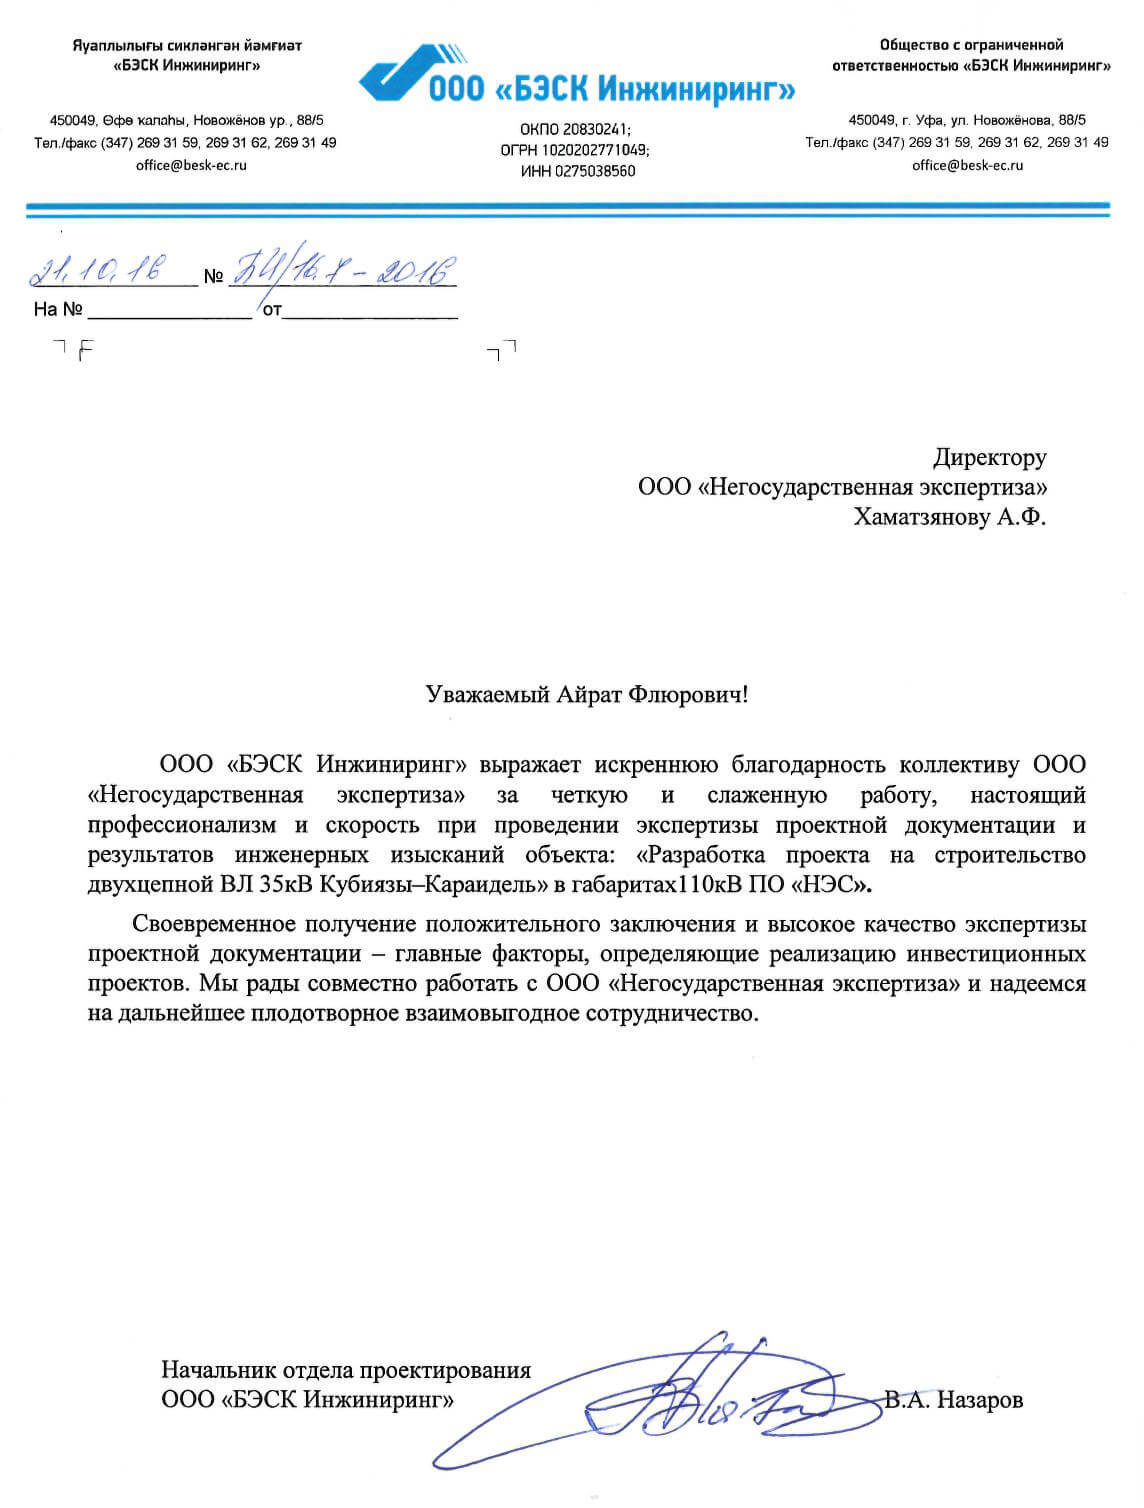 Яуаплылығы сикләнгән йәмғиәт
«БЭСК Инжиниринг»
450049, Өфө ҡалаһы, Новожёнов ур., 88/5
Тел./факс (347) 269 31 59, 269 31 62, 269 31 49
office@besk-ec.ru
ООО «БЭСК Инжиниринг»
ОКПО 20830241;
ОГРН 1020202771049;
ИНН 0275038560
Общество с ограниченной
ответственностью «БЭСК Инжиниринг»
450049, г. Уфа, ул. Новожёнова, 88/5
Тел./факс (347) 269 31 59, 269 31 62, 269 31 49
office@besk-ec.ru
21.10.16 № БИ/16.7-2016
На № ________________ от_________________
Директору
ООО «Негосударственная экспертиза»
Хаматзянову А.Ф.
Уважаемый Айрат Флюрович!
ООО «БЭСК Инжиниринг» выражает искреннюю благодарность коллективу ООО
«Негосударственная экспертиза» за четкую и слаженную работу, настоящий
профессионализм и скорость при проведении экспертизы проектной документации и
результатов инженерных изысканий объекта: «Разработка проекта на строительство
двухцепной ВЛ 35кВ Кубиязы–Караидель» в габаритах110кВ ПО «НЭС».
Своевременное получение положительного заключения и высокое качество экспертизы
проектной документации – главные факторы, определяющие реализацию инвестиционных
проектов. Мы рады совместно работать с ООО «Негосударственная экспертиза» и надеемся
на дальнейшее плодотворное взаимовыгодное сотрудничество.
Начальник отдела проектирования
ООО «БЭСК Инжиниринг» В.А. Назаров